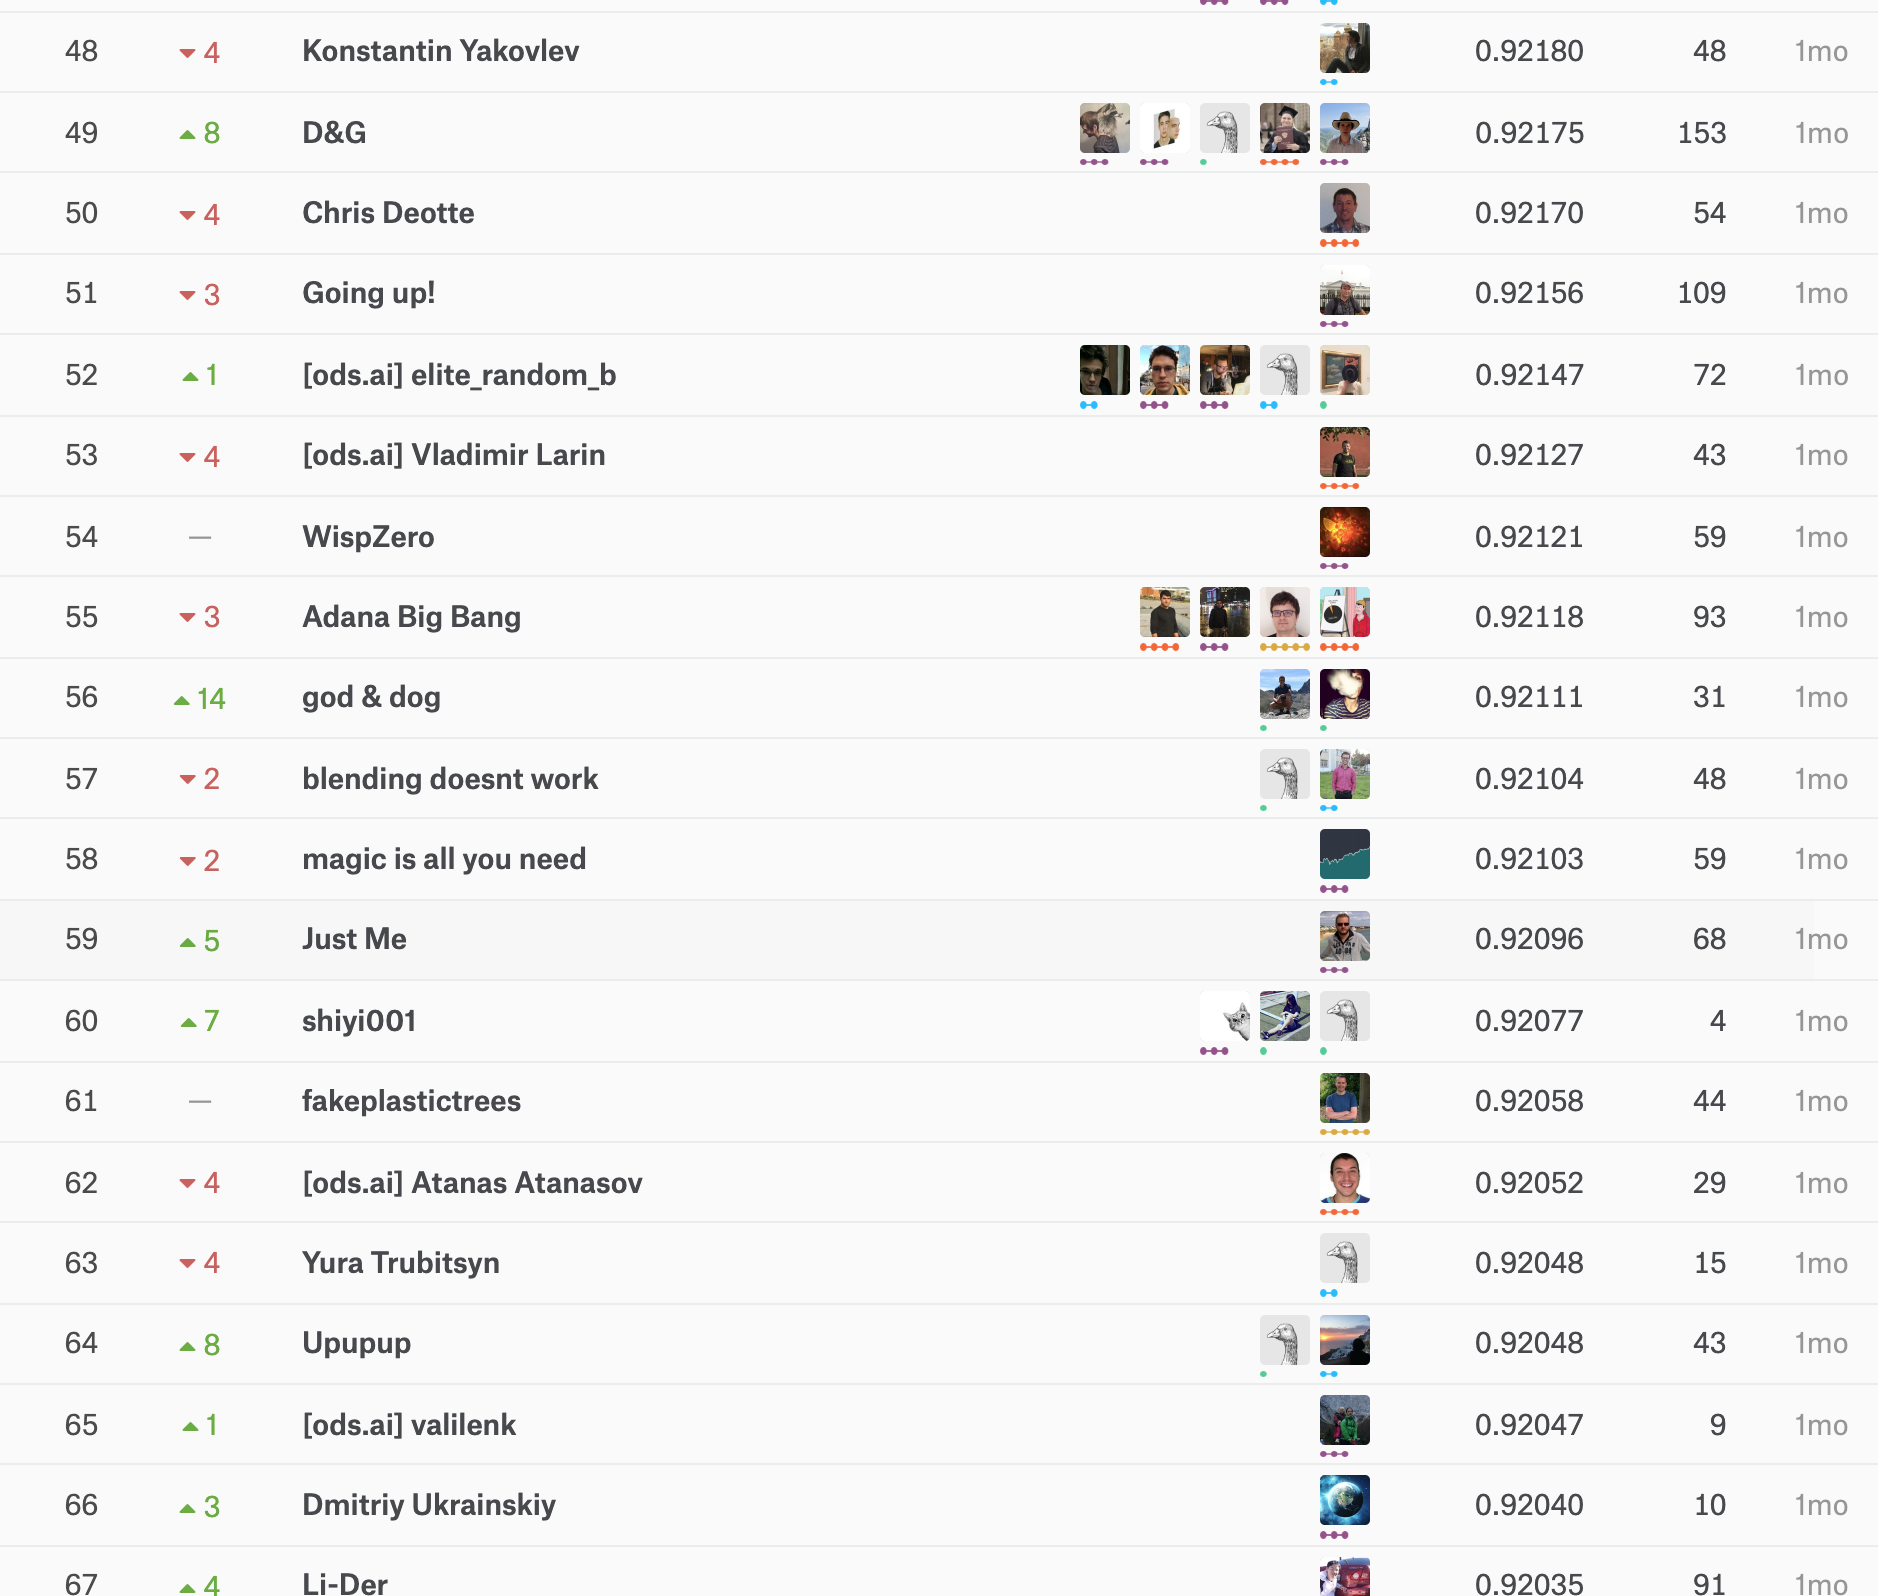 48 ▼ 4 Konstantin Yakovlev 0.92180 48 1mo
49 ▲ 8 D&G 0.92175 153 1mo
50 ▼ 4 Chris Deotte 0.92170 54 1mo
51 ▼ 3 Going up! 0.92156 109 1mo
52 ▲ 1 [ods.ai] elite_random_b 0.92147 72 1mo
53 ▼ 4 [ods.ai] Vladimir Larin 0.92127 43 1mo
54 — WispZero 0.92121 59 1mo
55 ▼ 3 Adana Big Bang 0.92118 93 1mo
56 ▲ 14 god & dog 0.92111 31 1mo
57 ▼ 2 blending doesnt work 0.92104 48 1mo
58 ▼ 2 magic is all you need 0.92103 59 1mo
59 ▲ 5 Just Me 0.92096 68 1mo
60 ▲ 7 shiyi001 0.92077 4 1mo
61 — fakeplastictrees 0.92058 44 1mo
62 ▼ 4 [ods.ai] Atanas Atanasov 0.92052 29 1mo
63 ▼ 4 Yura Trubitsyn 0.92048 15 1mo
64 ▲ 8 Upupup 0.92048 43 1mo
65 ▲ 1 [ods.ai] valilenk 0.92047 9 1mo
66 ▲ 3 Dmitriy Ukrainskiy 0.92040 10 1mo
67 ▲ 4 Li-Der 0.92035 91 1mo